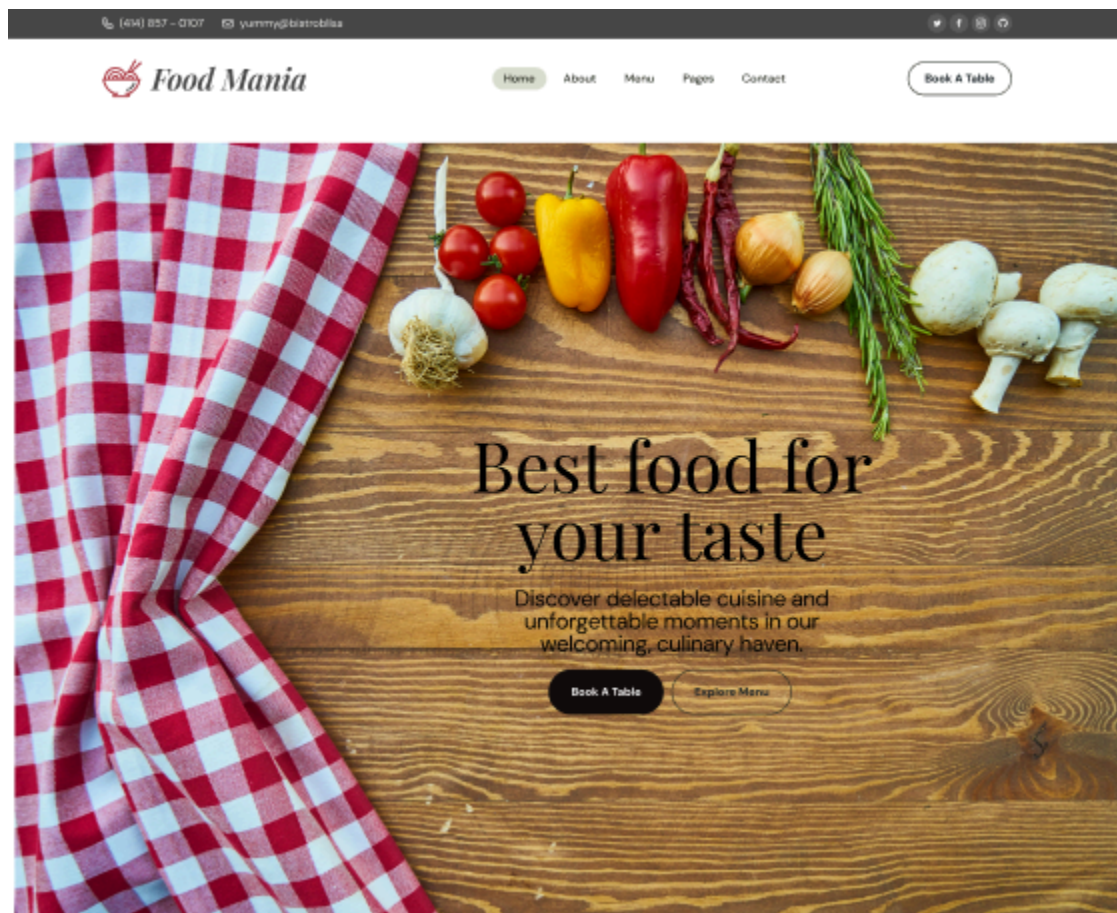 (414) 857 - 0107 yummy@bistrobliss
Food Mania
Home About Menu Pages Contact
Book A Table
Best food for
your taste
Discover delectable cuisine and
unforgettable moments in our
welcoming, culinary haven.
Book A Table Explore Menu